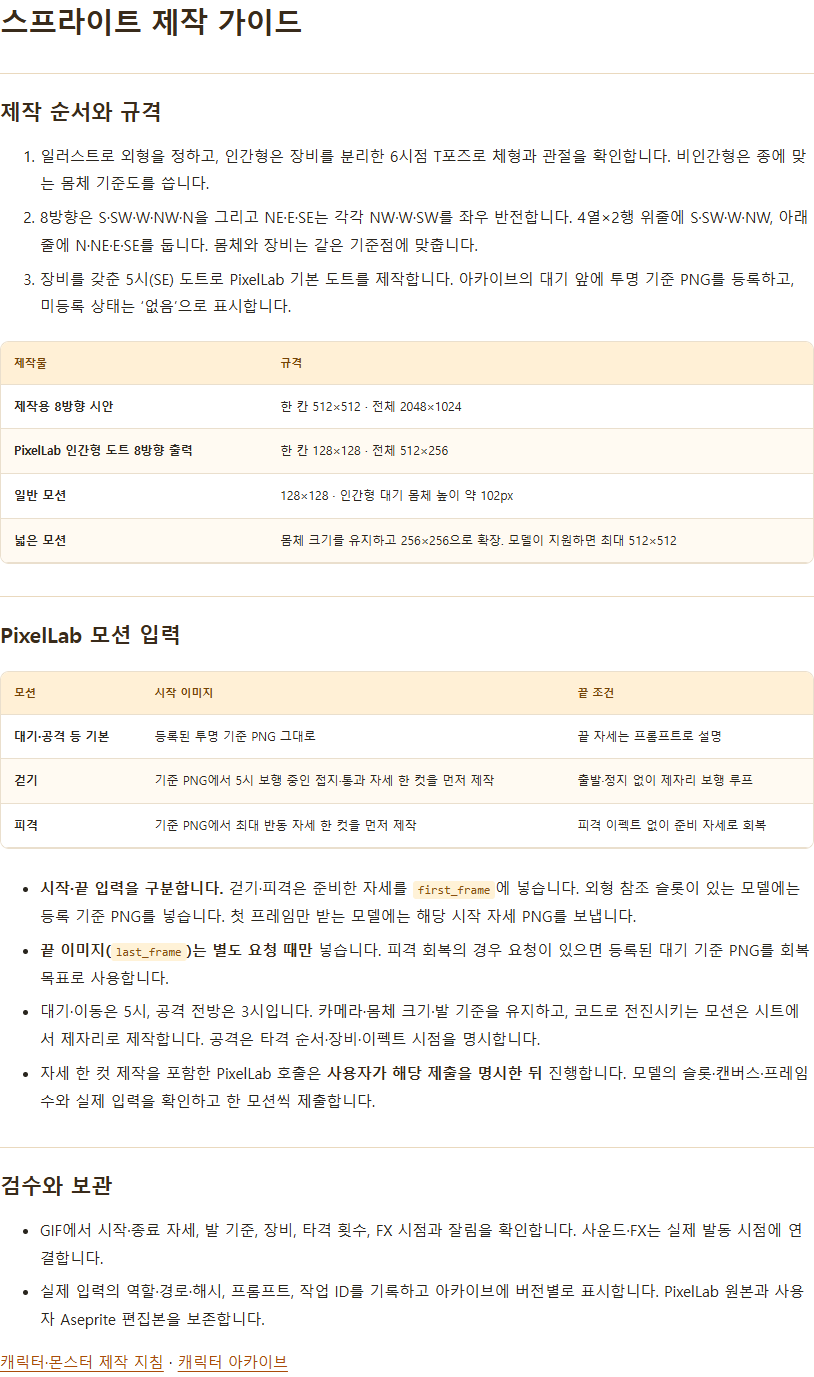 스프라이트 제작 가이드
제작 순서와 규격
1. 일러스트로 외형을 정하고, 인간형은 장비를 분리한 6시점 T포즈로 체형과 관절을 확인합니다. 비인간형은 종에 맞
는 몸체 기준도를 씁니다.
2. 8방향은 S·SW·W·NW·N을 그리고 NE·E·SE는 각각 NW·W·SW를 좌우 반전합니다. 4열×2행 위줄에 S·SW·W·NW, 아래
줄에 N·NE·E·SE를 둡니다. 몸체와 장비는 같은 기준점에 맞춥니다.
3. 장비를 갖춘 5시(SE) 도트로 PixelLab 기본 도트를 제작합니다. 아카이브의 대기 앞에 투명 기준 PNG를 등록하고,
미등록 상태는 ‘없음’으로 표시합니다.
제작물 규격
제작용 8방향 시안 한 칸 512×512 · 전체 2048×1024
PixelLab 인간형 도트 8방향 출력 한 칸 128×128 · 전체 512×256
일반 모션 128×128 · 인간형 대기 몸체 높이 약 102px
넓은 모션 몸체 크기를 유지하고 256×256으로 확장. 모델이 지원하면 최대 512×512
PixelLab 모션 입력
모션 시작 이미지 끝 조건
대기·공격 등 기본 등록된 투명 기준 PNG 그대로 끝 자세는 프롬프트로 설명
걷기 기준 PNG에서 5시 보행 중인 접지·통과 자세 한 컷을 먼저 제작 출발·정지 없이 제자리 보행 루프
피격 기준 PNG에서 최대 반동 자세 한 컷을 먼저 제작 피격 이펙트 없이 준비 자세로 회복
• 시작·끝 입력을 구분합니다. 걷기·피격은 준비한 자세를 first_frame에 넣습니다. 외형 참조 슬롯이 있는 모델에는
등록 기준 PNG를 넣습니다. 첫 프레임만 받는 모델에는 해당 시작 자세 PNG를 보냅니다.
• 끝 이미지(last_frame)는 별도 요청 때만 넣습니다. 피격 회복의 경우 요청이 있으면 등록된 대기 기준 PNG를 회복
목표로 사용합니다.
• 대기·이동은 5시, 공격 전방은 3시입니다. 카메라·몸체 크기·발 기준을 유지하고, 코드로 전진시키는 모션은 시트에
서 제자리로 제작합니다. 공격은 타격 순서·장비·이펙트 시점을 명시합니다.
• 자세 한 컷 제작을 포함한 PixelLab 호출은 사용자가 해당 제출을 명시한 뒤 진행합니다. 모델의 슬롯·캔버스·프레임
수와 실제 입력을 확인하고 한 모션씩 제출합니다.
검수와 보관
• GIF에서 시작·종료 자세, 발 기준, 장비, 타격 횟수, FX 시점과 잘림을 확인합니다. 사운드·FX는 실제 발동 시점에 연
결합니다.
• 실제 입력의 역할·경로·해시, 프롬프트, 작업 ID를 기록하고 아카이브에 버전별로 표시합니다. PixelLab 원본과 사용
자 Aseprite 편집본을 보존합니다.
캐릭터·몬스터 제작 지침 · 캐릭터 아카이브